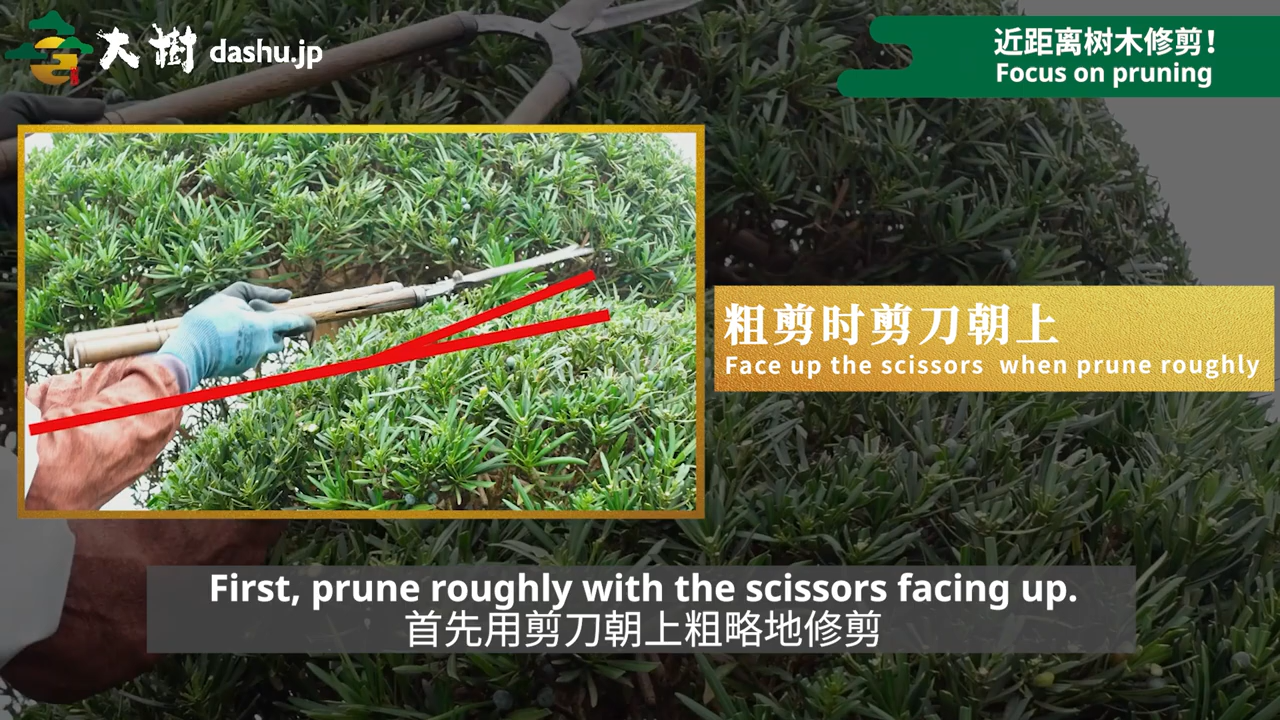 大樹 dashu.jp
近距离树木修剪!
Focus on pruning
粗剪时剪刀朝上
Face up the scissors when prune roughly
First, prune roughly with the scissors facing up.
首先用剪刀朝上粗略地修剪